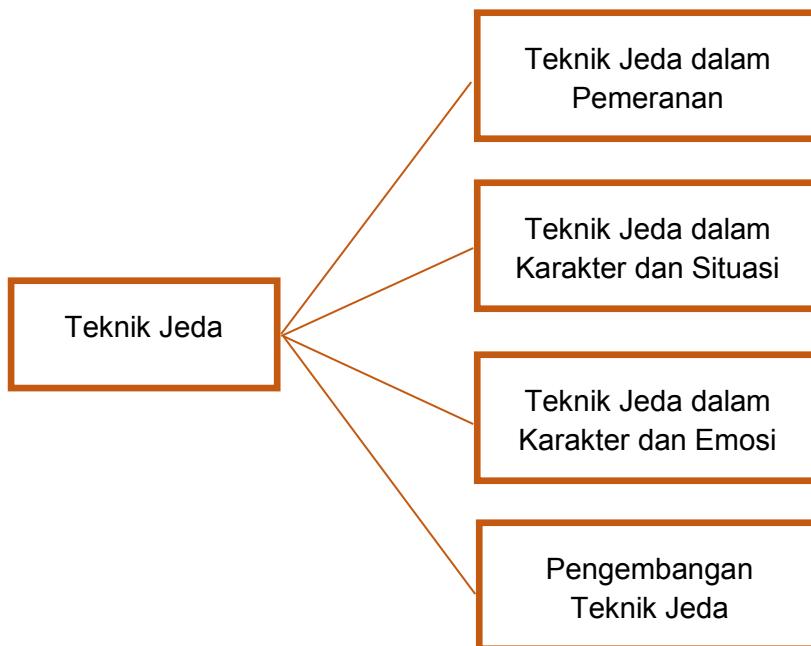 Teknik Jeda dalam
Pemeranan
Teknik Jeda dalam
Karakter dan Situasi
Teknik Jeda
Teknik Jeda dalam
Karakter dan Emosi
Pengembangan
Teknik Jeda